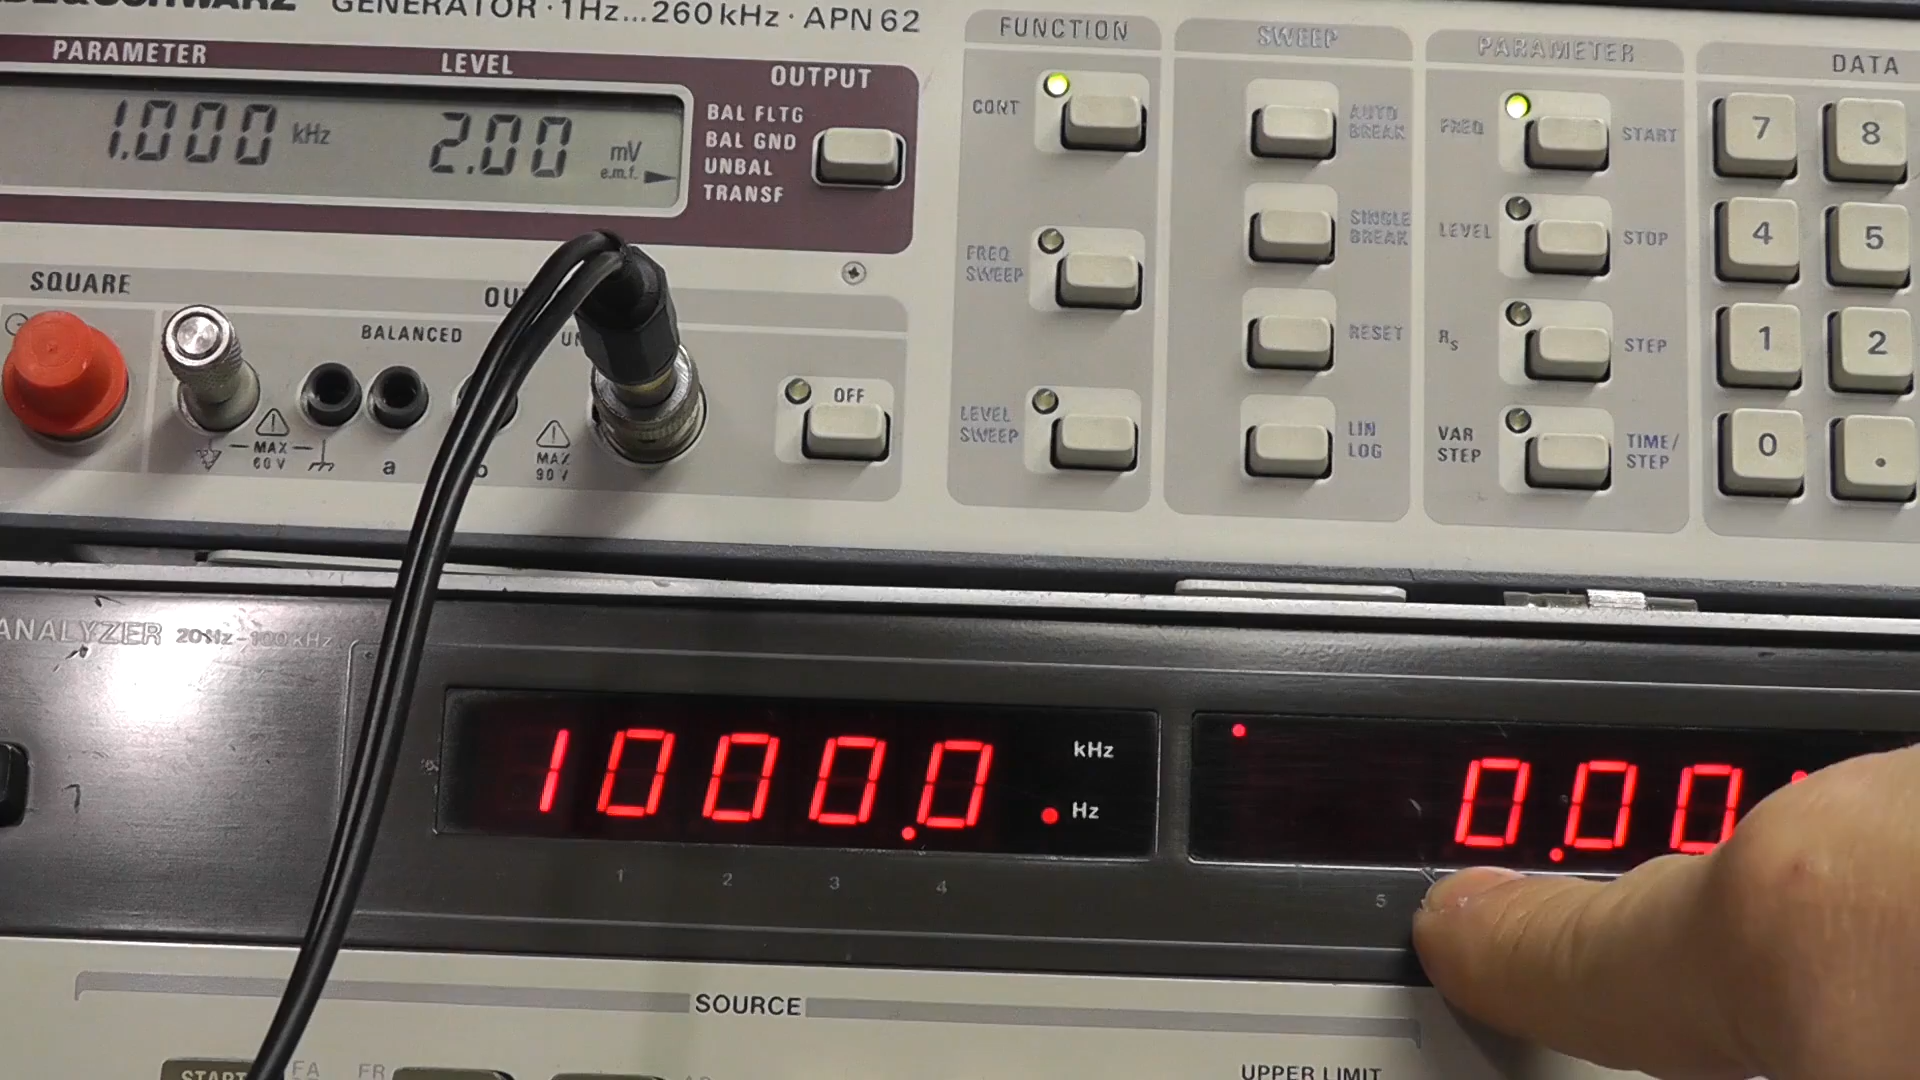 GENERATOR · 1Hz...260 kHz · APN 62
PARAMETER
LEVEL
OUTPUT
1.000 kHz
2.00 mV
e.m.f.
BAL FLTG
BAL GND
UNBAL
TRANSF
SQUARE
BALANCED
MAX
60 V
a
b
MAX
90 V
OFF
FUNCTION
CONT
FREQ
SWEEP
LEVEL
SWEEP
SWEEP
AUTO
BREAK
SINGLE
BREAK
RESET
LIN
LOG
PARAMETER
FREQ
START
LEVEL
STOP
Rs
STEP
VAR
STEP
TIME/
STEP
DATA
7 8
4 5
1 2
0 .
ANALYZER 20Hz-100kHz
1000.0
kHz
Hz
0.00
1 2 3 4 5
SOURCE
START
FR
UPPER LIMIT